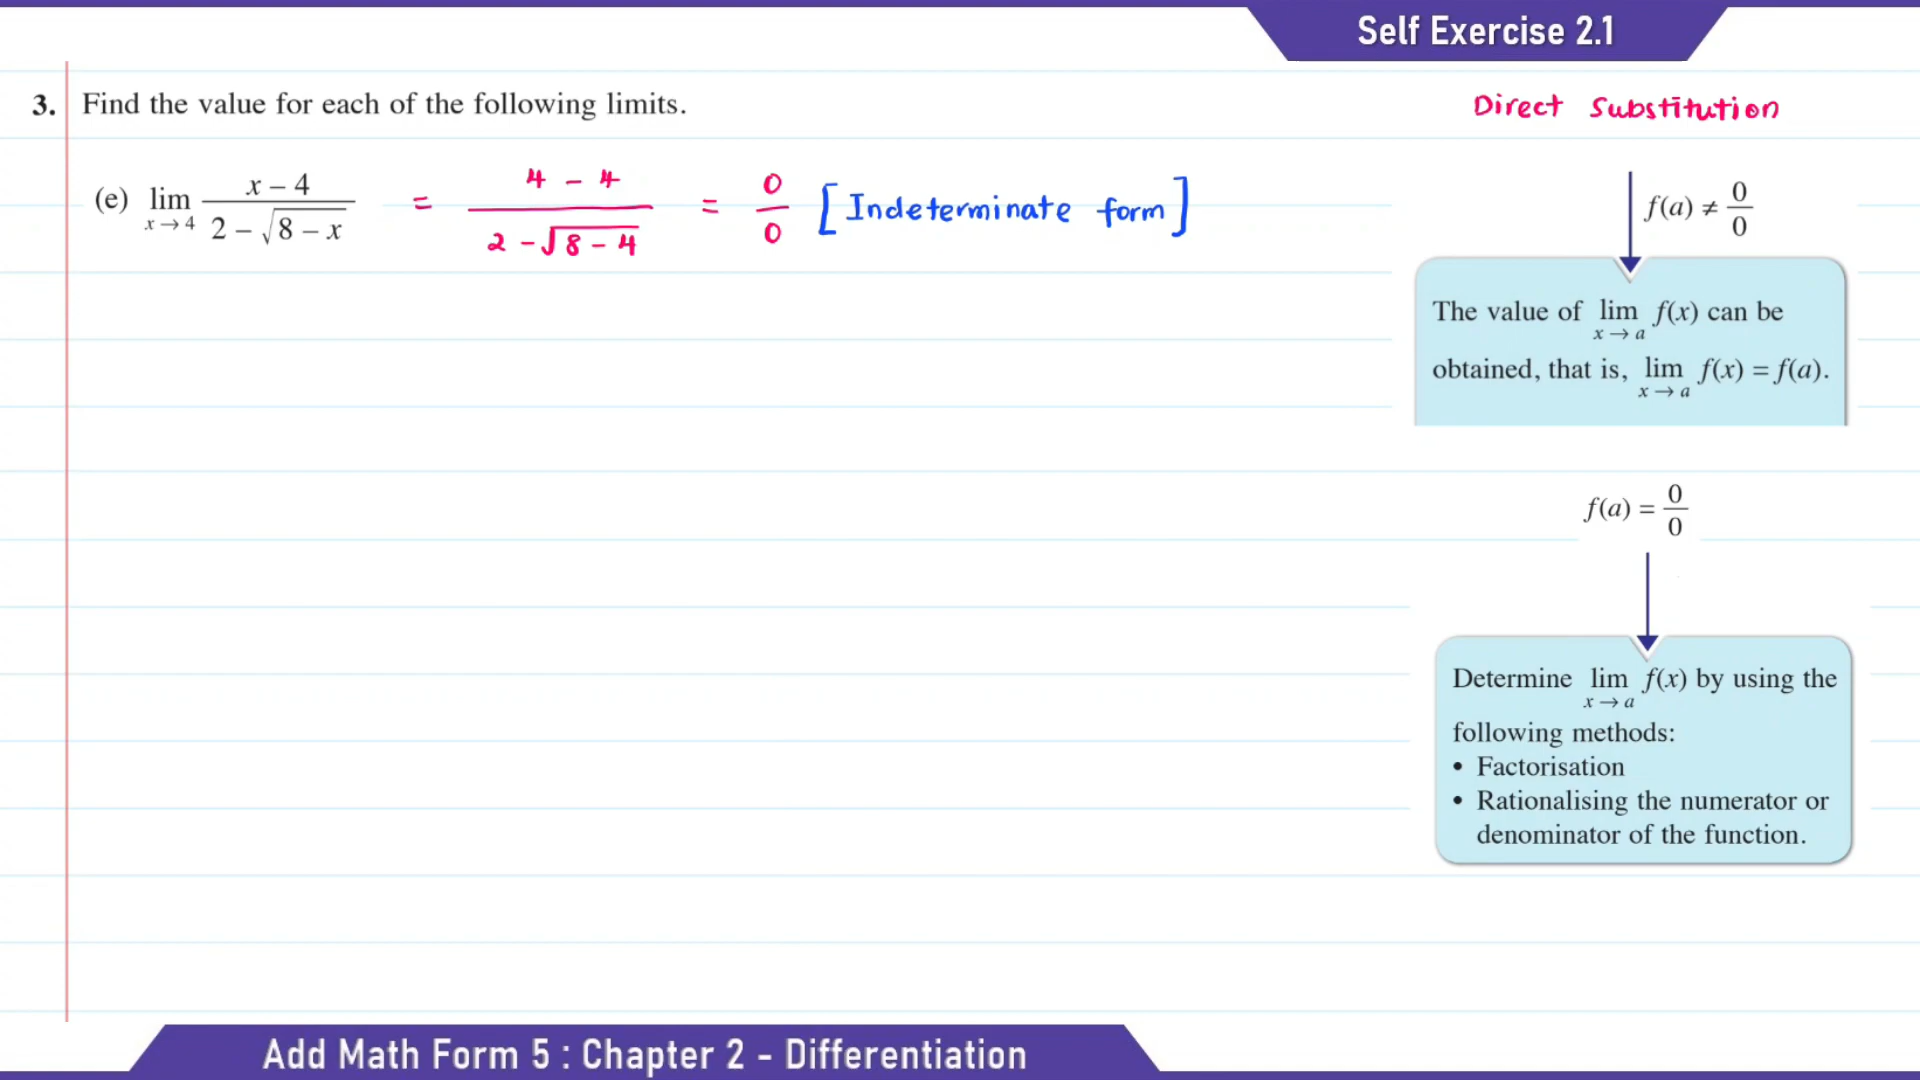 Self Exercise 2.1
3. Find the value for each of the following limits.
Direct Substitution
(e) lim x→4 (x – 4)/(2 – √(8 – x)) = (4 – 4)/(2 – √(8 – 4)) = 0/0 [Indeterminate form]
f(a) ≠ 0/0
The value of lim x→a f(x) can be
obtained, that is, lim x→a f(x) = f(a).
f(a) = 0/0
Determine lim x→a f(x) by using the
following methods:
• Factorisation
• Rationalising the numerator or
denominator of the function.
Add Math Form 5 : Chapter 2 - Differentiation